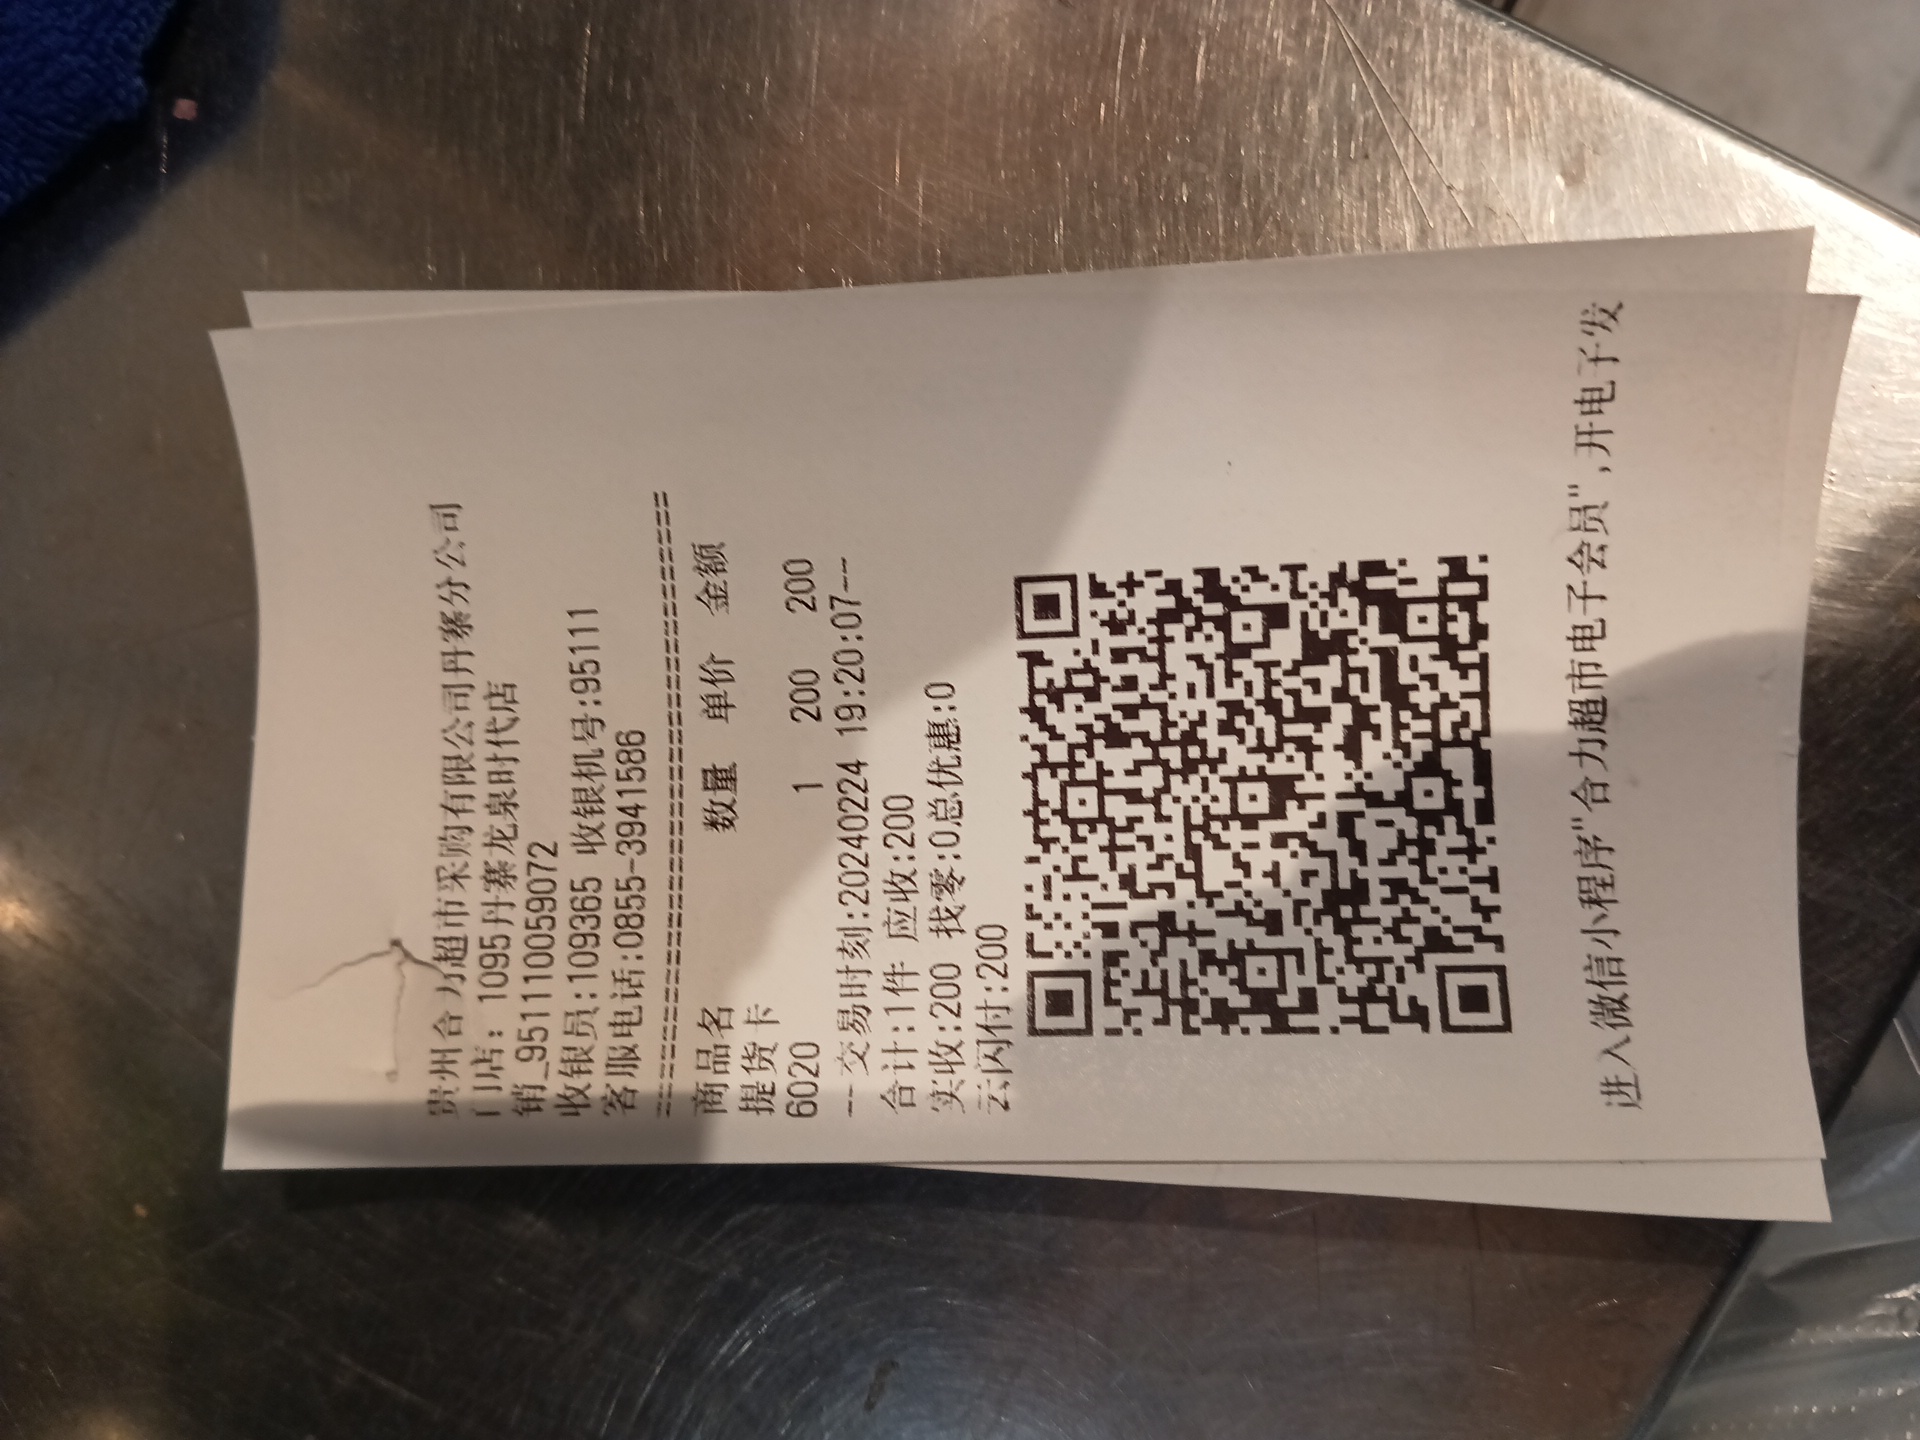 贵州合力超市采购有限公司丹寨分公司
门店: 1095丹寨龙泉时代店
销_951110059072
收银员:109365 收银机号:95111
客服电话:0855-3941586
========================================
商品名 数量 单价 金额
提货卡
6020 1 200 200
--交易时刻:20240224 19:20:07--
合计:1件 应收:200
实收:200 找零:0总优惠:0
云闪付:200
进入微信小程序"合力超市电子会员",开电子发